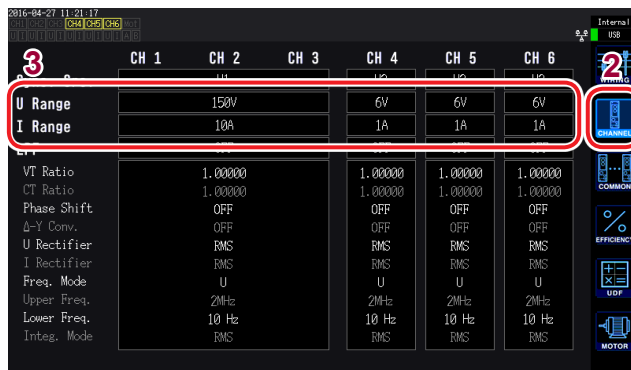 2016-04-27 11:21:17
CH1 CH2 CH3 CH4 CH5 CH6 Mot
U I U I U I U I U I U I A B
Internal
USB
3
2
CH 1 CH 2 CH 3 CH 4 CH 5 CH 6
WIRING
U Range 150V 6V 6V 6V
I Range 10A 1A 1A 1A
CHANNEL
VT Ratio 1.00000 1.00000 1.00000 1.00000
CT Ratio 1.00000 1.00000 1.00000 1.00000
COMMON
Phase Shift OFF OFF OFF OFF
Δ-Y Conv. OFF OFF OFF OFF
U Rectifier RMS RMS RMS RMS
EFFICIENCY
I Rectifier RMS RMS RMS RMS
Freq. Mode U U U U
UDF
Upper Freq. 2MHz 2MHz 2MHz 2MHz
Lower Freq. 10 Hz 10 Hz 10 Hz 10 Hz
Integ. Mode RMS RMS RMS RMS
MOTOR